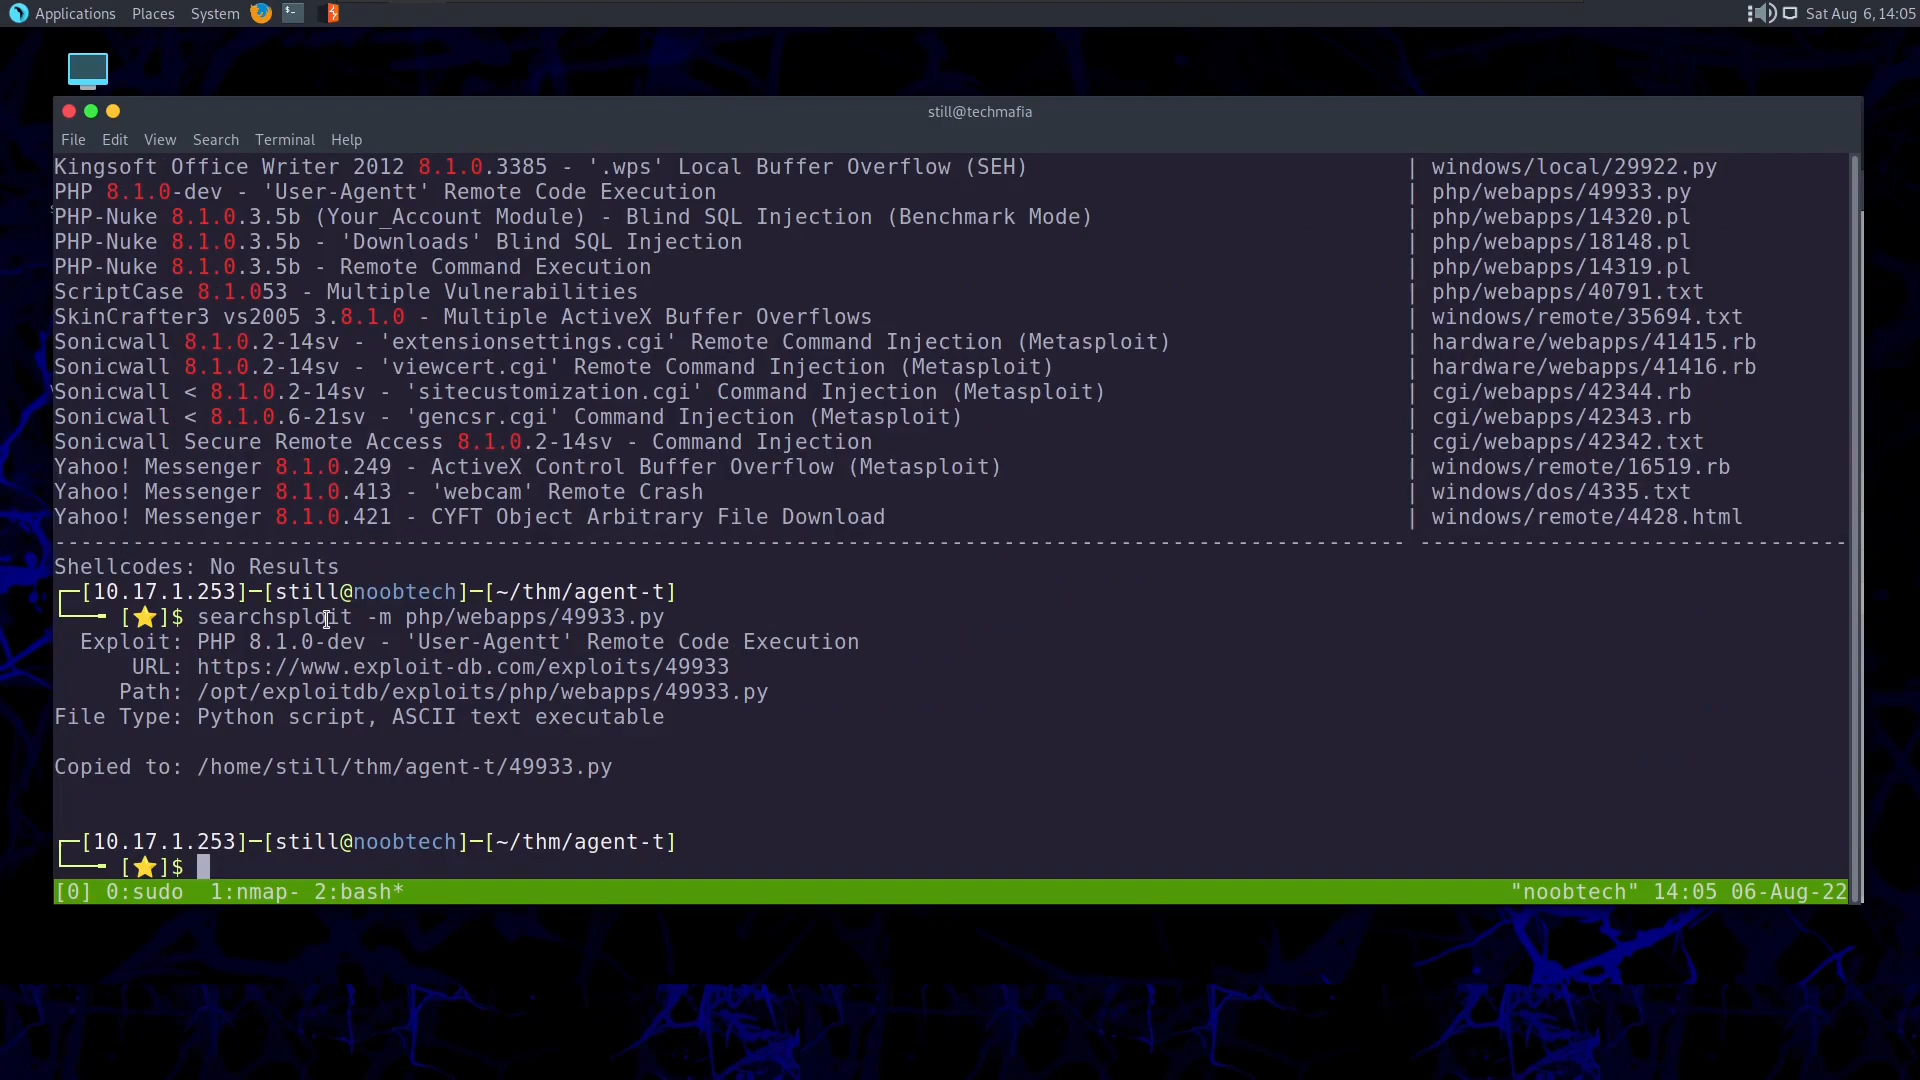 Applications Places System Sat Aug 6, 14:05
still@techmafia
File Edit View Search Terminal Help
Kingsoft Office Writer 2012 8.1.0.3385 - '.wps' Local Buffer Overflow (SEH) | windows/local/29922.py
PHP 8.1.0-dev - 'User-Agentt' Remote Code Execution | php/webapps/49933.py
PHP-Nuke 8.1.0.3.5b (Your_Account Module) - Blind SQL Injection (Benchmark Mode) | php/webapps/14320.pl
PHP-Nuke 8.1.0.3.5b - 'Downloads' Blind SQL Injection | php/webapps/18148.pl
PHP-Nuke 8.1.0.3.5b - Remote Command Execution | php/webapps/14319.pl
ScriptCase 8.1.053 - Multiple Vulnerabilities | php/webapps/40791.txt
SkinCrafter3 vs2005 3.8.1.0 - Multiple ActiveX Buffer Overflows | windows/remote/35694.txt
Sonicwall 8.1.0.2-14sv - 'extensionsettings.cgi' Remote Command Injection (Metasploit) | hardware/webapps/41415.rb
Sonicwall 8.1.0.2-14sv - 'viewcert.cgi' Remote Command Injection (Metasploit) | hardware/webapps/41416.rb
Sonicwall < 8.1.0.2-14sv - 'sitecustomization.cgi' Command Injection (Metasploit) | cgi/webapps/42344.rb
Sonicwall < 8.1.0.6-21sv - 'gencsr.cgi' Command Injection (Metasploit) | cgi/webapps/42343.rb
Sonicwall Secure Remote Access 8.1.0.2-14sv - Command Injection | cgi/webapps/42342.txt
Yahoo! Messenger 8.1.0.249 - ActiveX Control Buffer Overflow (Metasploit) | windows/remote/16519.rb
Yahoo! Messenger 8.1.0.413 - 'webcam' Remote Crash | windows/dos/4335.txt
Yahoo! Messenger 8.1.0.421 - CYFT Object Arbitrary File Download | windows/remote/4428.html
Shellcodes: No Results
┌─[10.17.1.253]─[still@noobtech]─[~/thm/agent-t]
└──╼ [⭐]$ searchsploit -m php/webapps/49933.py
Exploit: PHP 8.1.0-dev - 'User-Agentt' Remote Code Execution
URL: https://www.exploit-db.com/exploits/49933
Path: /opt/exploitdb/exploits/php/webapps/49933.py
File Type: Python script, ASCII text executable
Copied to: /home/still/thm/agent-t/49933.py
┌─[10.17.1.253]─[still@noobtech]─[~/thm/agent-t]
└──╼ [⭐]$
[0] 0:sudo 1:nmap- 2:bash* "noobtech" 14:05 06-Aug-22